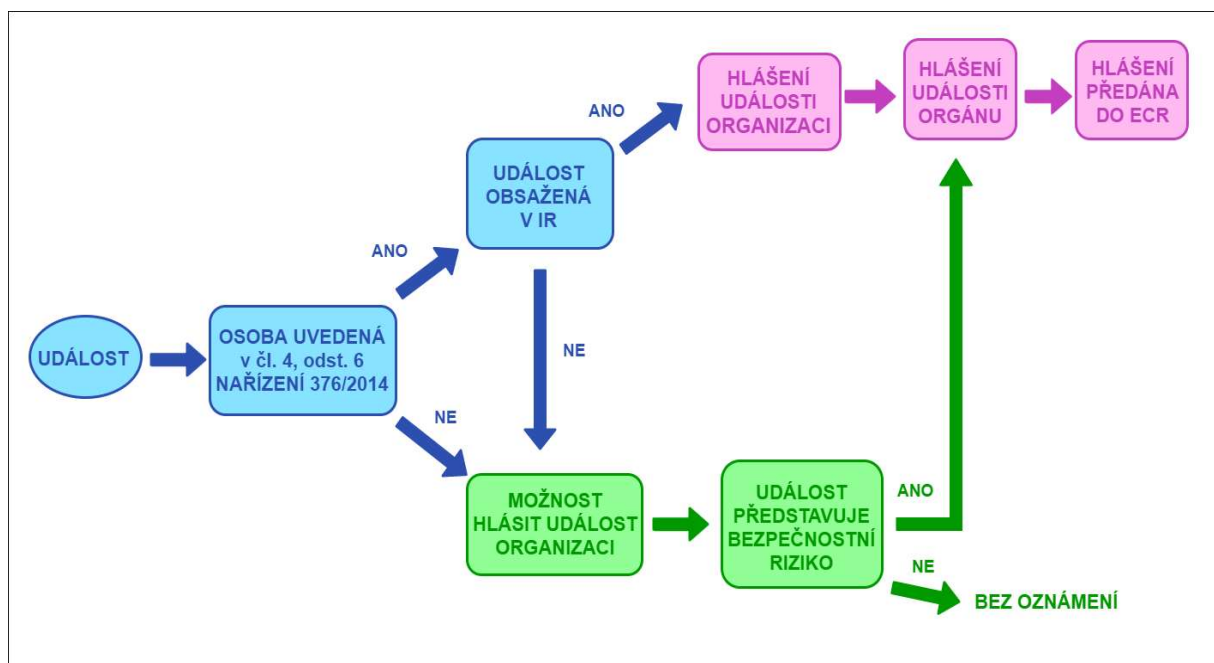 UDÁLOST
OSOBA UVEDENÁ
v čl. 4, odst. 6
NAŘÍZENÍ 376/2014
ANO
NE
UDÁLOST
OBSAŽENÁ
V IR
ANO
NE
HLÁŠENÍ
UDÁLOSTI
ORGANIZACI
HLÁŠENÍ
UDÁLOSTI
ORGÁNU
HLÁŠENÍ
PŘEDÁNA
DO ECR
MOŽNOST
HLÁSIT UDÁLOST
ORGANIZACI
UDÁLOST
PŘEDSTAVUJE
BEZPEČNOSTNÍ
RIZIKO
ANO
NE
BEZ OZNÁMENÍ